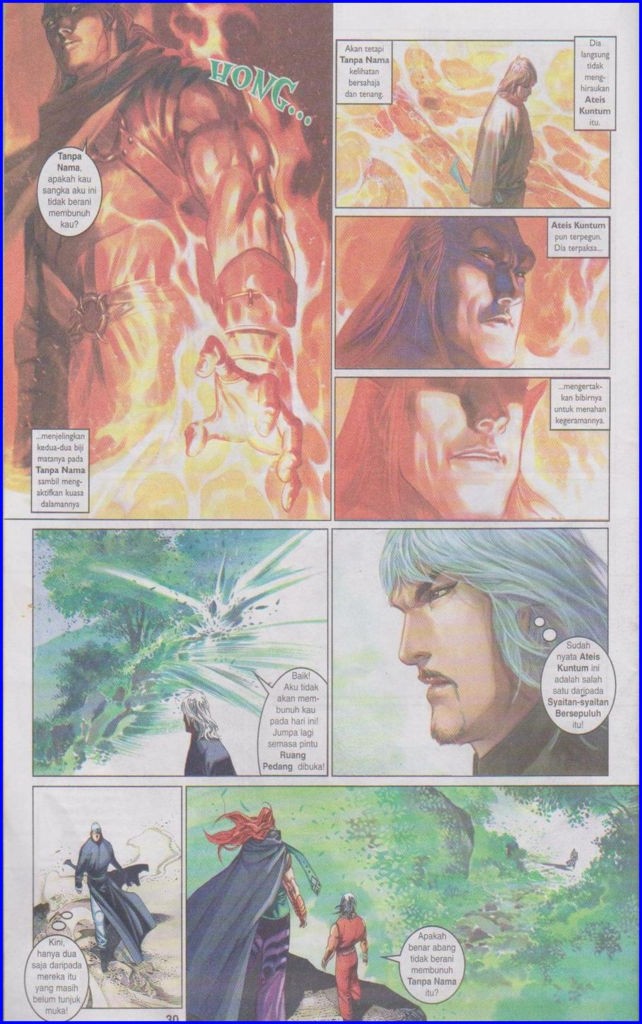 HONG...
Tanpa
Nama,
apakah kau
sangka aku ini
tidak berani
membunuh
kau?
...menjelingkan
kedua-dua biji
matanya pada
Tanpa Nama
sambil meng-
aktifkan kuasa
dalamannya
Akan tetapi
Tanpa Nama
kelihatan
bersahaja
dan tenang.
Dia
langsung
tidak
meng-
hiraukan
Ateis
Kuntum
itu.
Ateis Kuntum
pun terpegun.
Dia terpaksa...
...mengertak-
kan bibirnya
untuk menahan
kegeramannya.
Baik!
Aku tidak
akan mem-
bunuh kau
pada hari ini!
Jumpa lagi
semasa pintu
Ruang
Pedang dibuka!
Sudah
nyata Ateis
Kuntum ini
adalah salah
satu daripada
Syaitan-syaitan
Bersepuluh
itu!
Kini,
hanya dua
saja daripada
mereka itu
yang masih
belum tunjuk
muka!
Apakah
benar abang
tidak berani
membunuh
Tanpa Nama
itu?
30